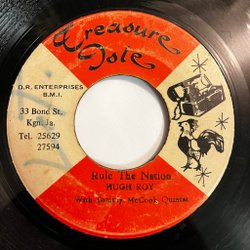 Treasure
Isle
D.R. ENTERPRISES
B.M.I.
33 Bond St.
Kgn. Ja.
Tel. 25629
27594
Rule The Nation
HUGH ROY
With Tommy McCook Quintet